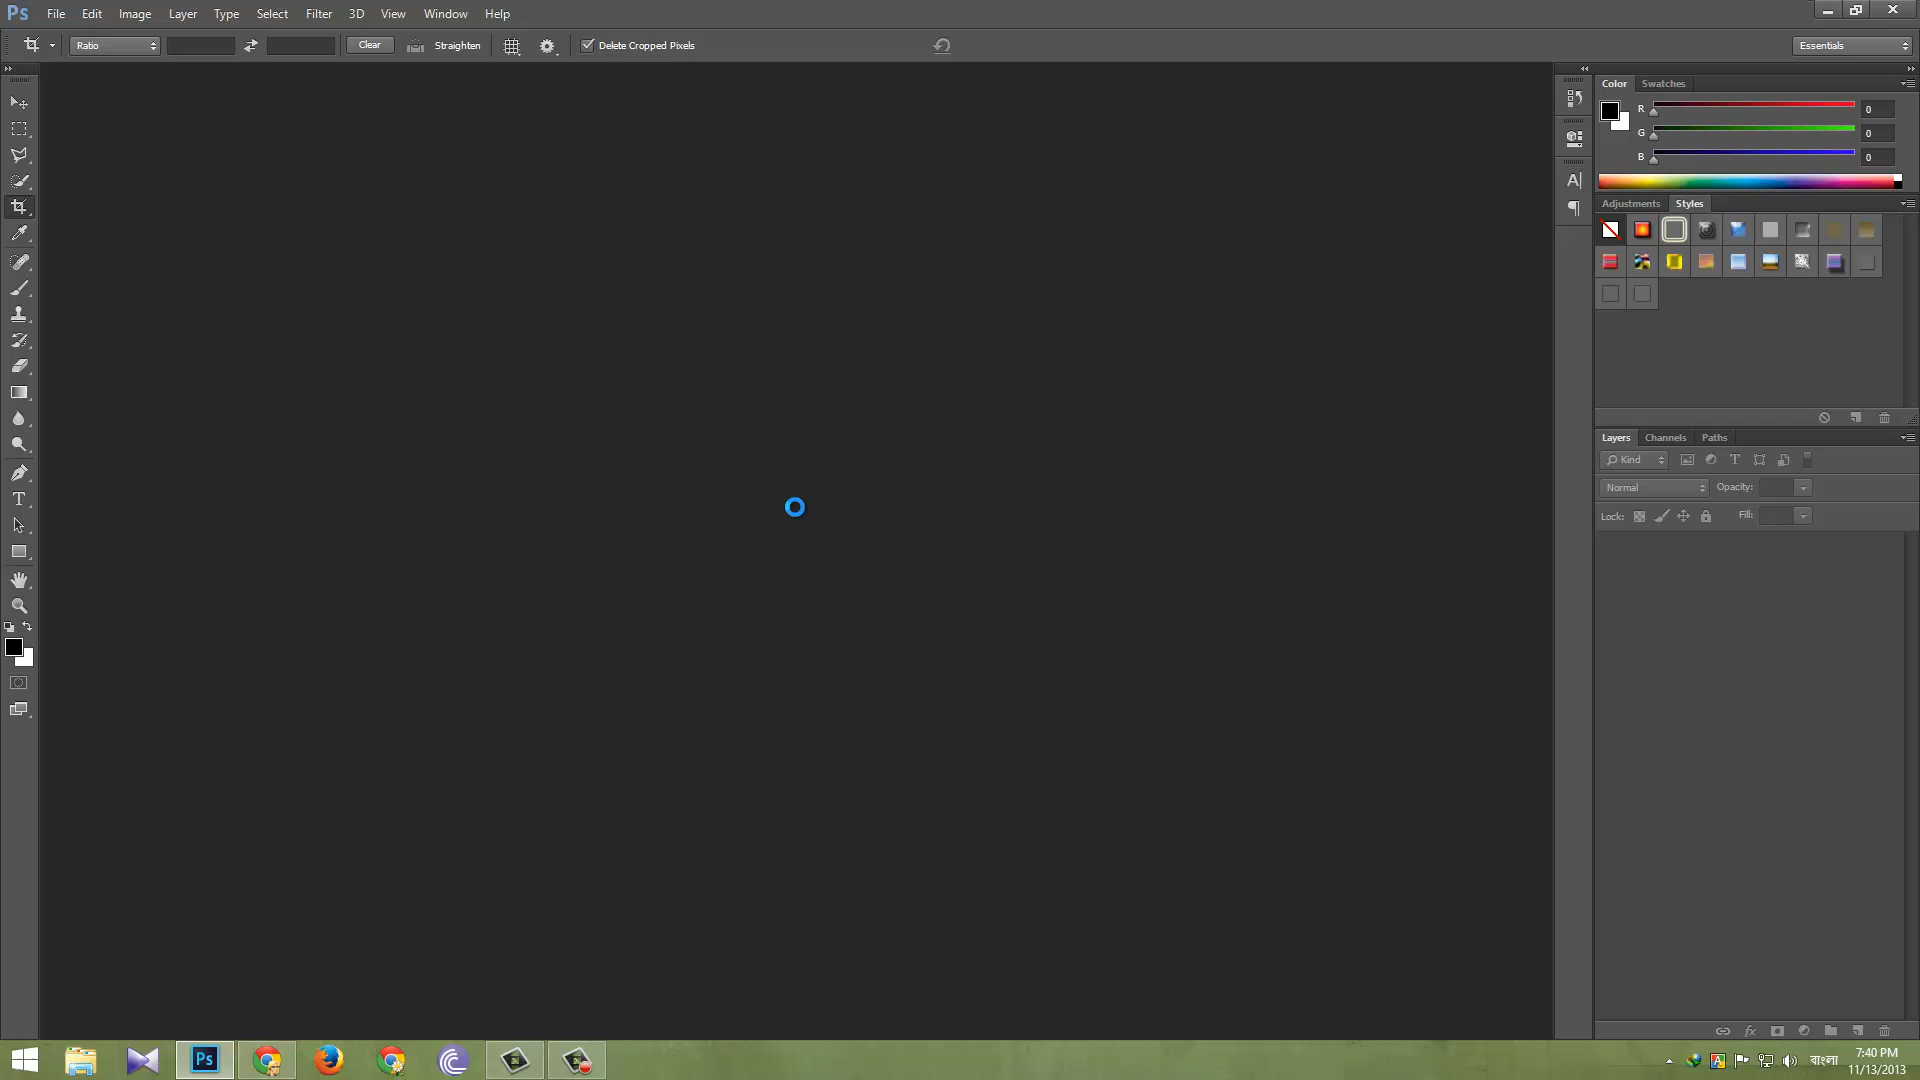 Ps File Edit Image Layer Type Select Filter 3D View Window Help
Ratio Clear Straighten Delete Cropped Pixels Essentials
Color Swatches
R 0
G 0
B 0
Adjustments Styles
Layers Channels Paths
Kind
Normal Opacity:
Lock: Fill:
Ps
বাংলা
7:40 PM
11/13/2013